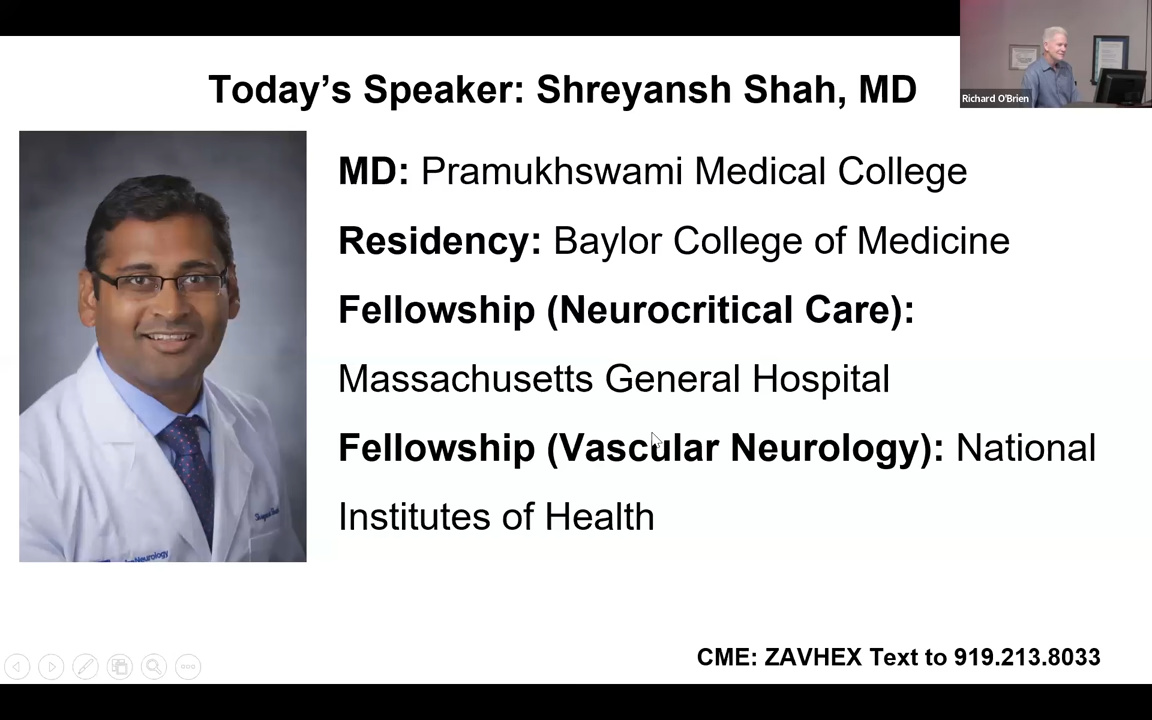 Today’s Speaker: Shreyansh Shah, MD
Richard O'Brien
MD: Pramukhswami Medical College
Residency: Baylor College of Medicine
Fellowship (Neurocritical Care):
Massachusetts General Hospital
Fellowship (Vascular Neurology): National
Institutes of Health
Neurology
CME: ZAVHEX Text to 919.213.8033